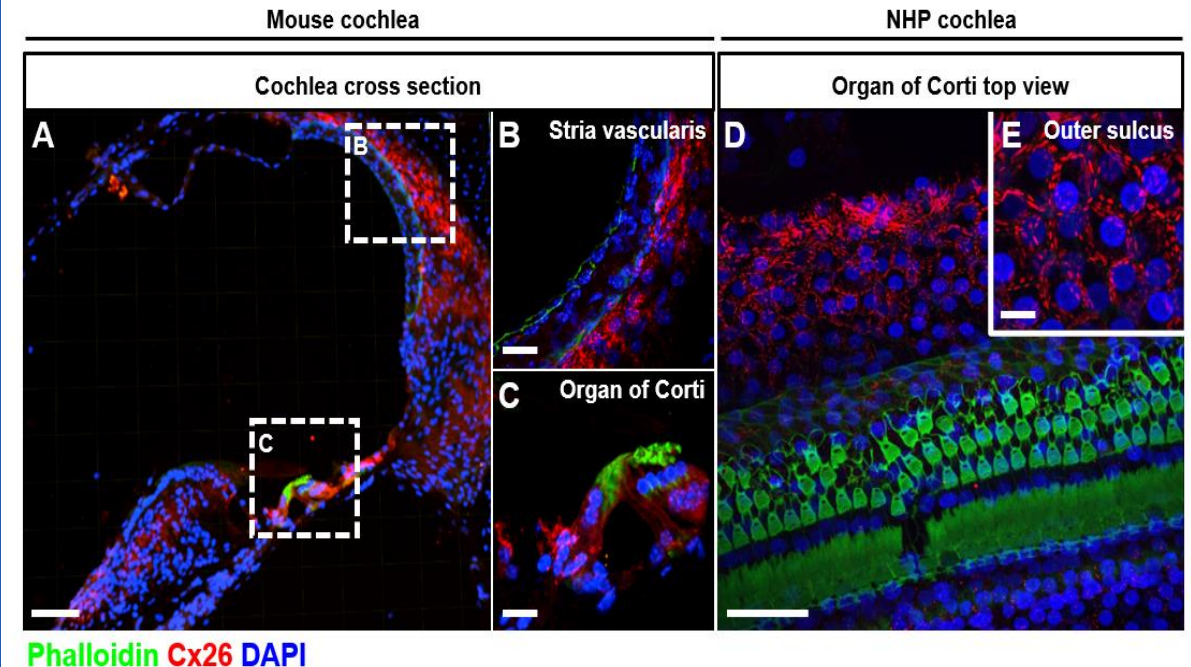 Mouse cochlea
NHP cochlea
Cochlea cross section
Organ of Corti top view
A
B
B
Stria vascularis
D
E
Outer sulcus
C
C
Organ of Corti
Phalloidin Cx26 DAPI